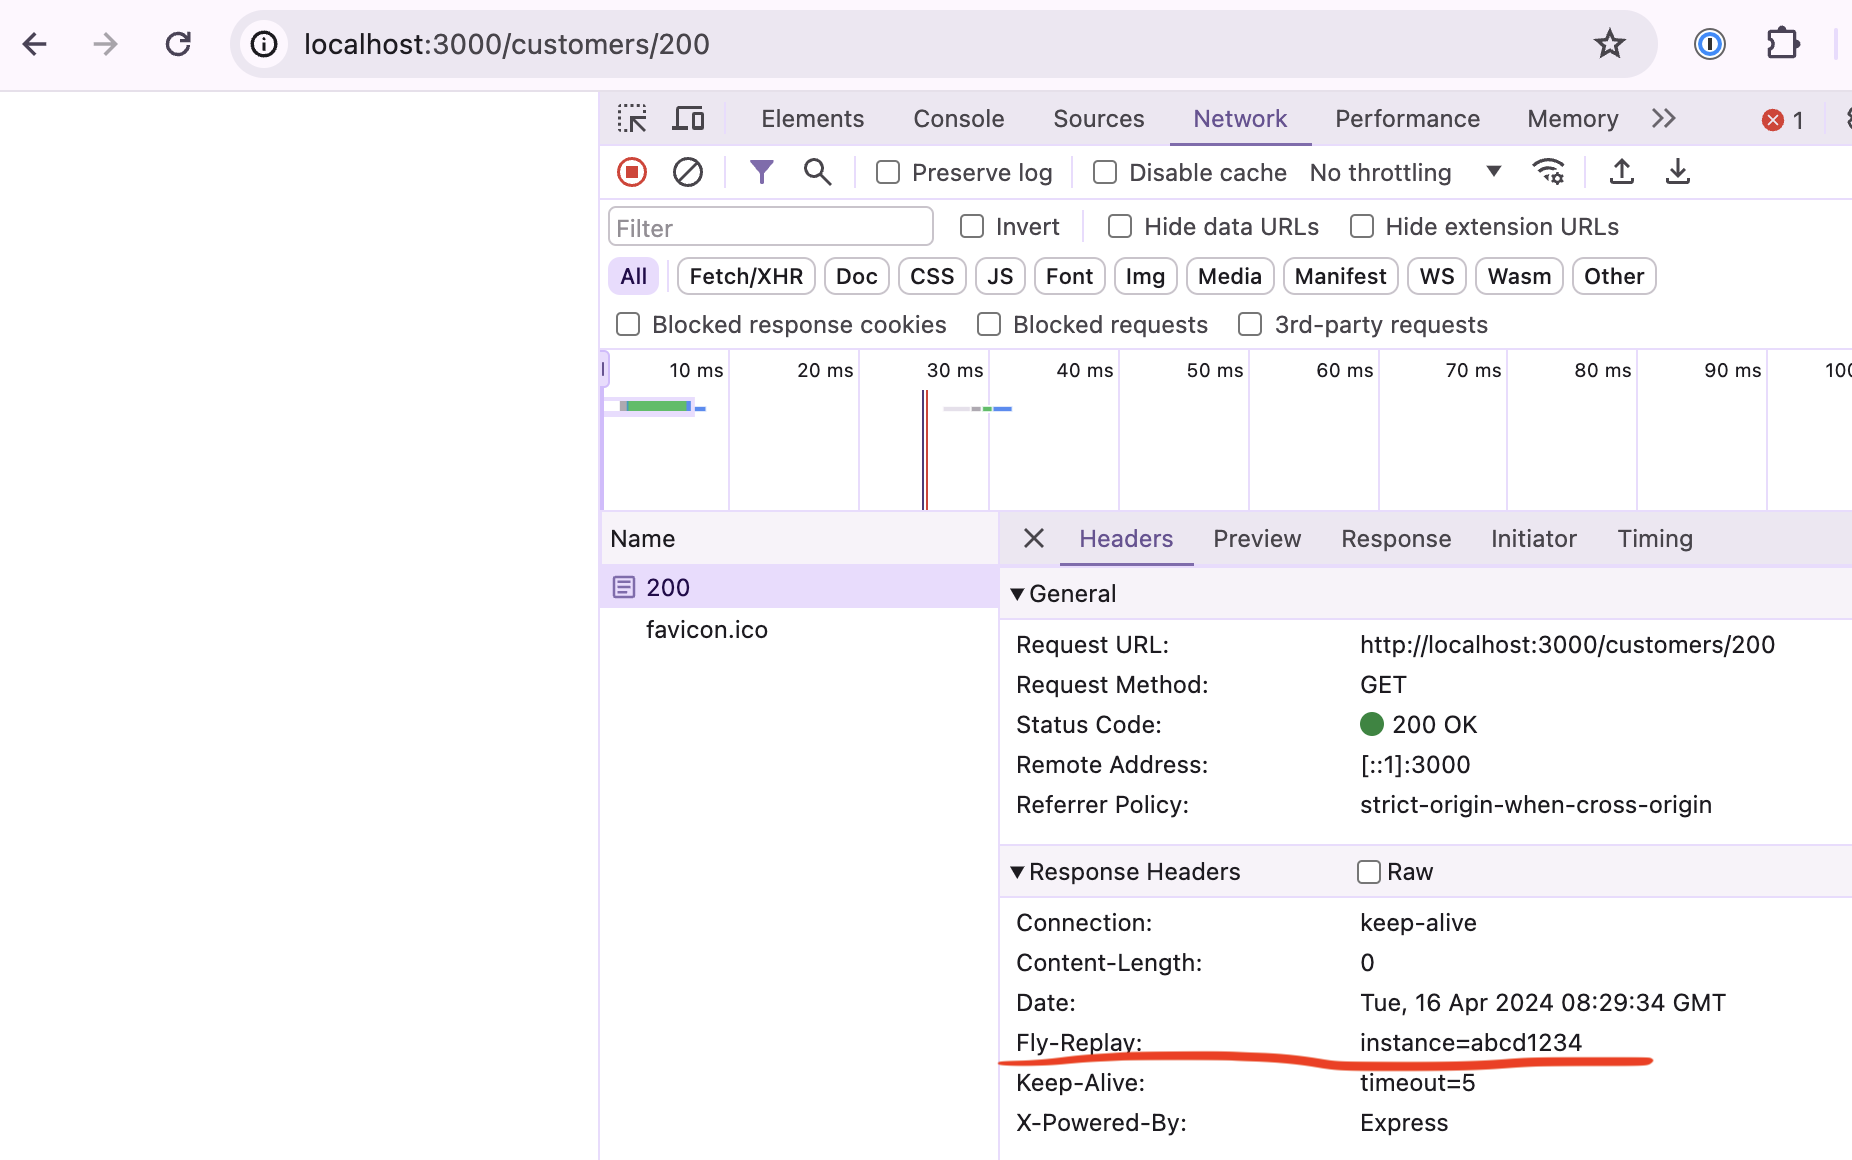 localhost:3000/customers/200
Elements Console Sources Network Performance Memory 1
Preserve log Disable cache No throttling
Filter Invert Hide data URLs Hide extension URLs
All Fetch/XHR Doc CSS JS Font Img Media Manifest WS Wasm Other
Blocked response cookies Blocked requests 3rd-party requests
10 ms 20 ms 30 ms 40 ms 50 ms 60 ms 70 ms 80 ms 90 ms
Name
200
favicon.ico
Headers Preview Response Initiator Timing
General
Request URL: http://localhost:3000/customers/200
Request Method: GET
Status Code: 200 OK
Remote Address: [::1]:3000
Referrer Policy: strict-origin-when-cross-origin
Response Headers Raw
Connection: keep-alive
Content-Length: 0
Date: Tue, 16 Apr 2024 08:29:34 GMT
Fly-Replay: instance=abcd1234
Keep-Alive: timeout=5
X-Powered-By: Express